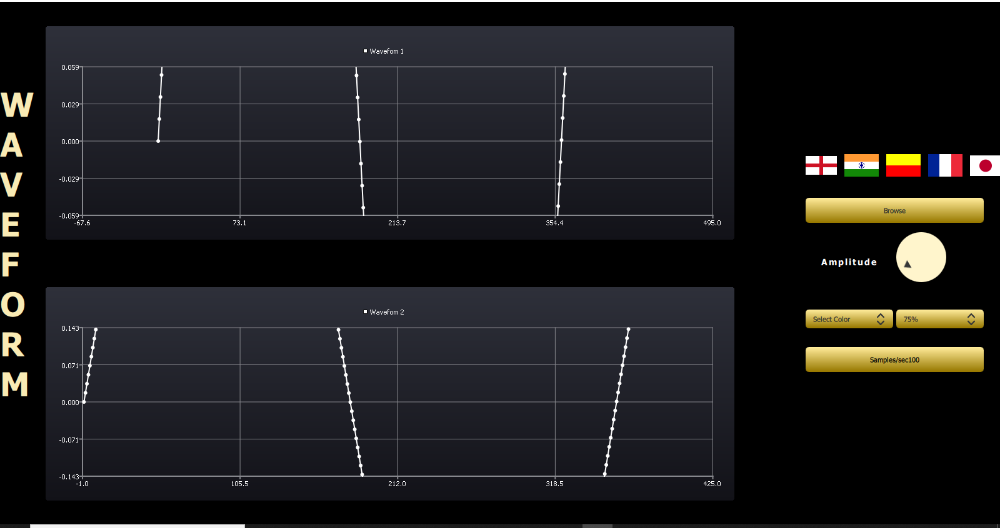 W
A
V
E
F
O
R
M
Wavefom 1
0.059
0.029
0.000
-0.029
-0.059
-67.6 73.1 213.7 354.4 495.0
Wavefom 2
0.143
0.071
0.000
-0.071
-0.143
-1.0 105.5 212.0 318.5 425.0
Browse
Amplitude
Select Color 75%
Samples/sec100